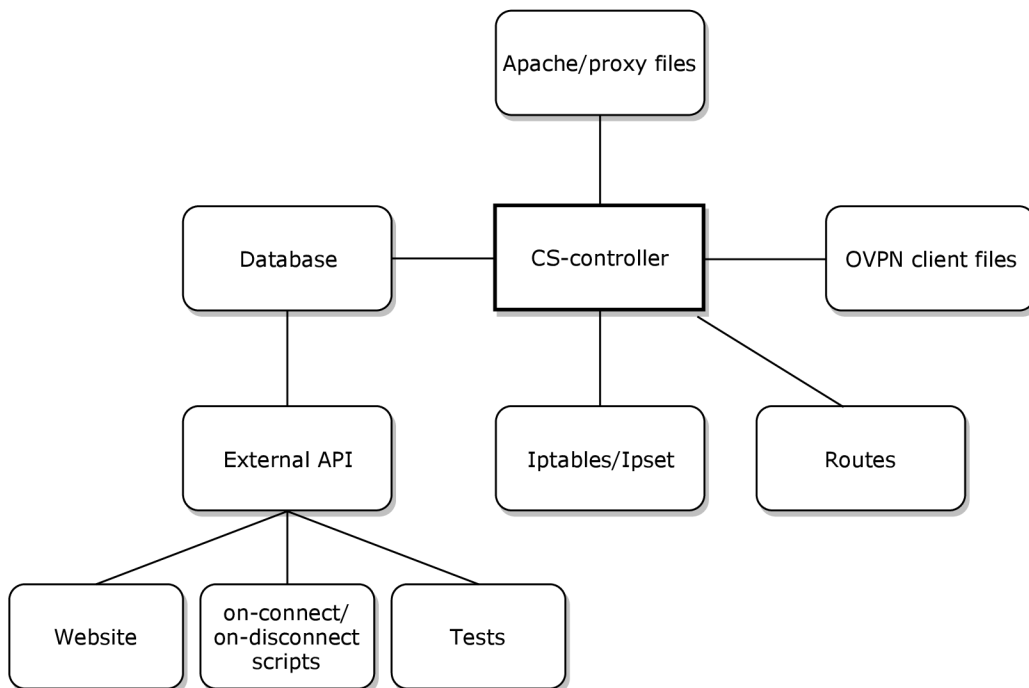 Apache/proxy files
Database
CS-controller
OVPN client files
External API
Iptables/Ipset
Routes
Website
on-connect/
on-disconnect
scripts
Tests